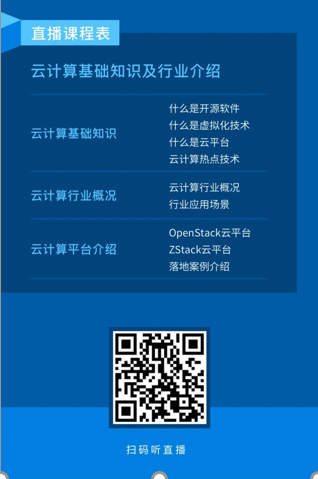 直播课程表
云计算基础知识及行业介绍
云计算基础知识
什么是开源软件
什么是虚拟化技术
什么是云平台
云计算热点技术
云计算行业概况
云计算行业概况
行业应用场景
云计算平台介绍
OpenStack云平台
ZStack云平台
落地案例介绍
扫码听直播